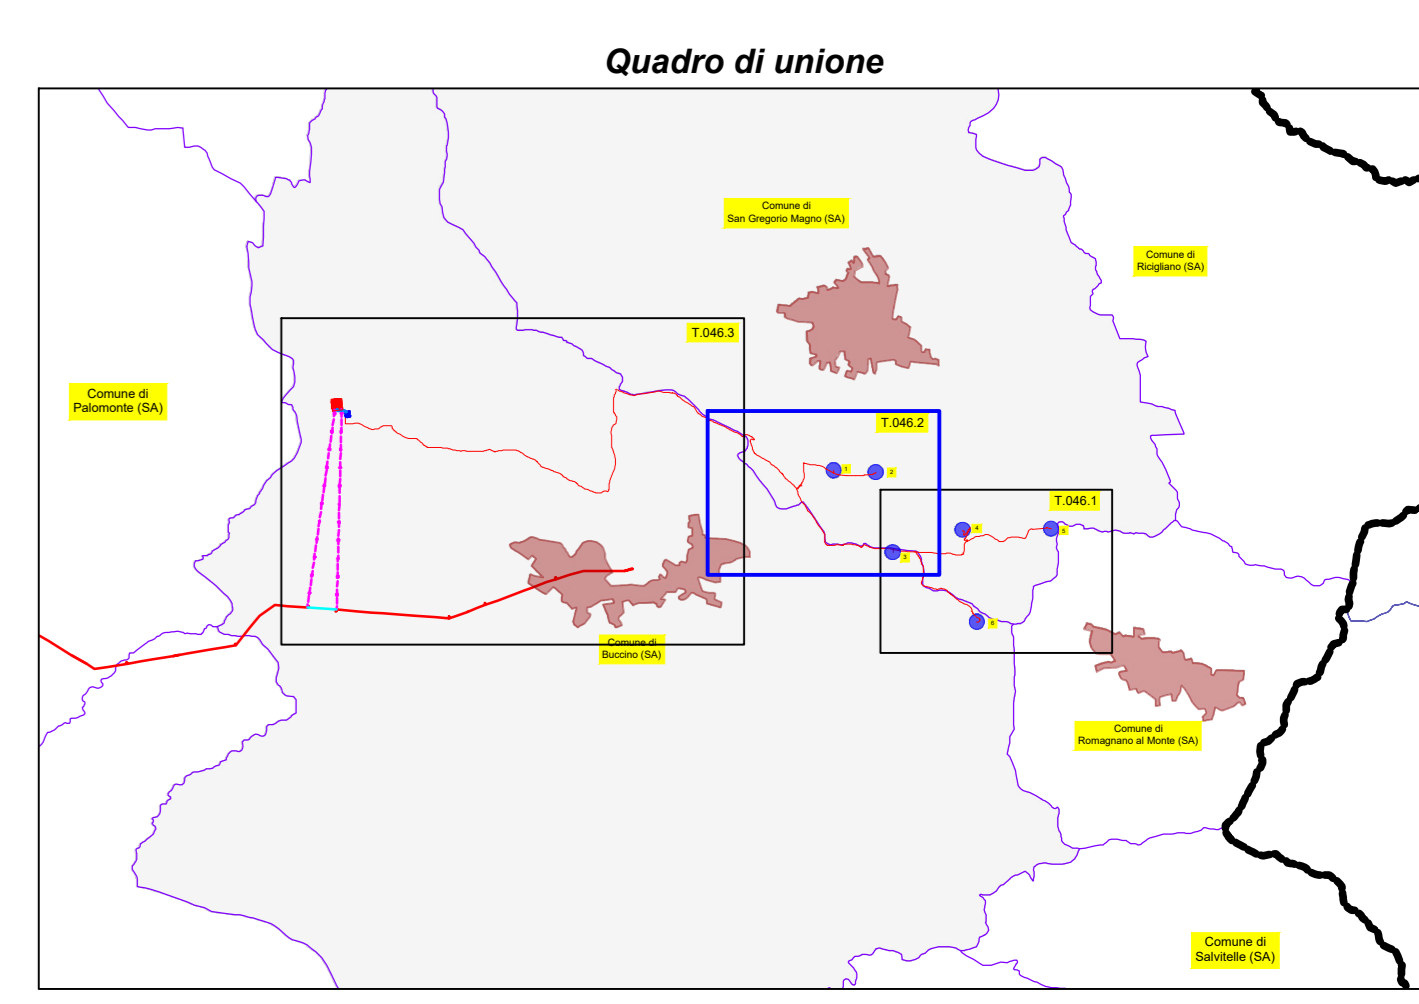 Quadro di unione
Comune di
San Gregorio Magno (SA)
Comune di
Ricigliano (SA)
T.046.3
Comune di
Palomonte (SA)
T.046.2
1
2
T.046.1
4
5
3
6
Comune di
Buccino (SA)
Comune di
Romagnano al Monte (SA)
Comune di
Salvitelle (SA)